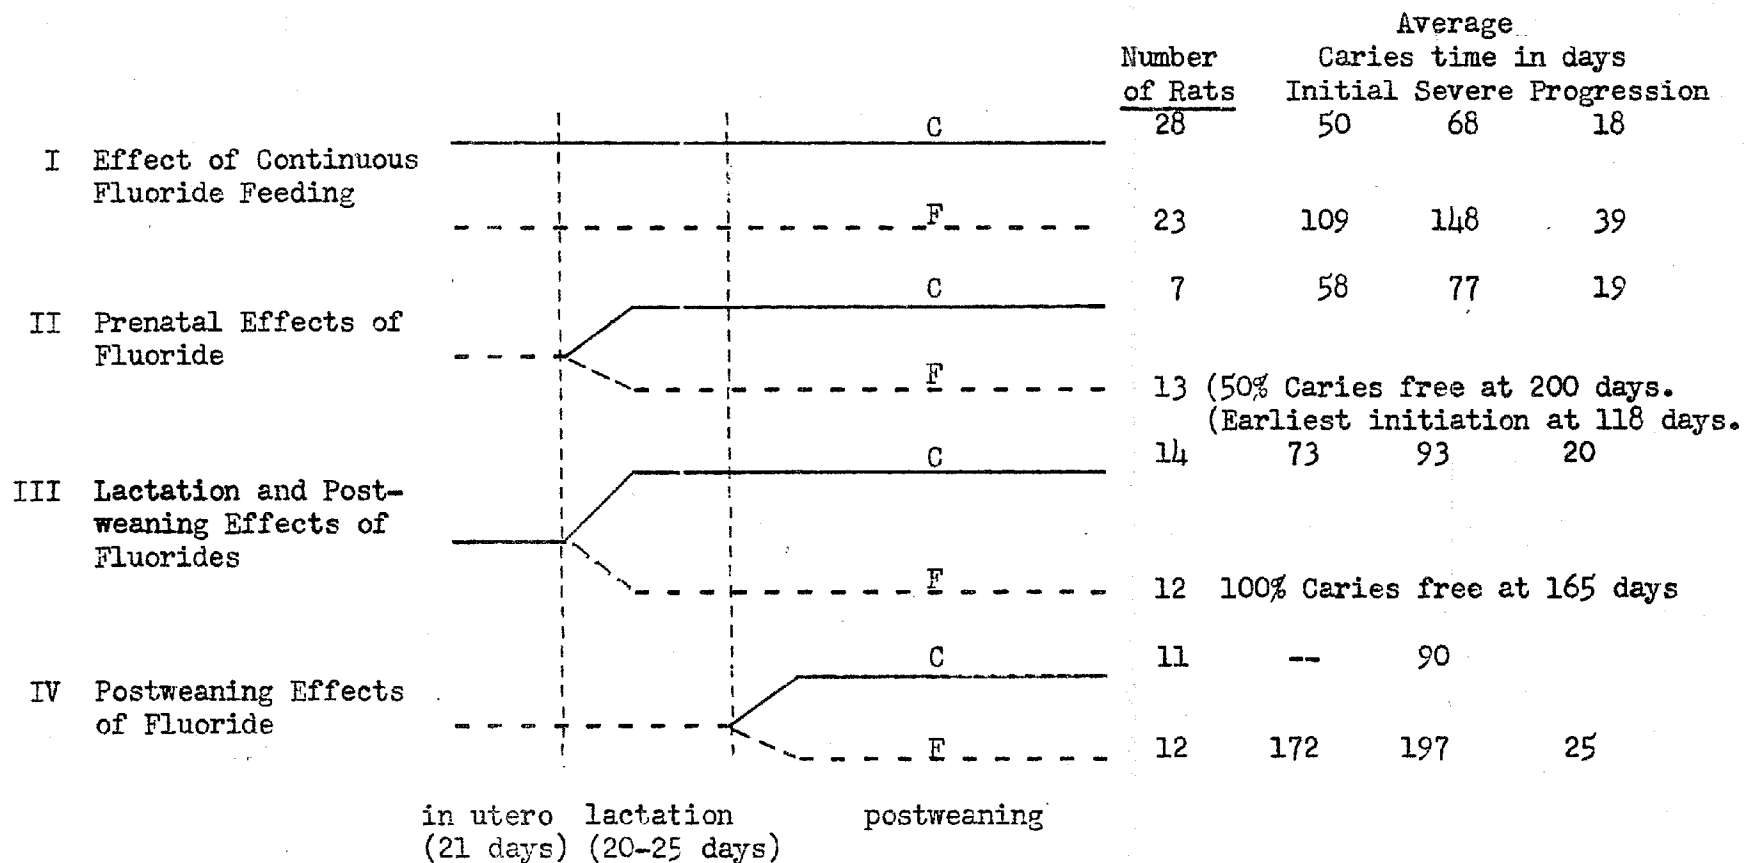 Average
Number Caries time in days
of Rats Initial Severe Progression
C 28 50 68 18
I Effect of Continuous
Fluoride Feeding
F 23 109 148 39
C 7 58 77 19
II Prenatal Effects of
Fluoride
F 13 (50% Caries free at 200 days.
(Earliest initiation at 118 days.
C 14 73 93 20
III Lactation and Post-
weaning Effects of
Fluorides
F 12 100% Caries free at 165 days
C 11 -- 90
IV Postweaning Effects
of Fluoride
F 12 172 197 25
in utero lactation postweaning
(21 days) (20-25 days)